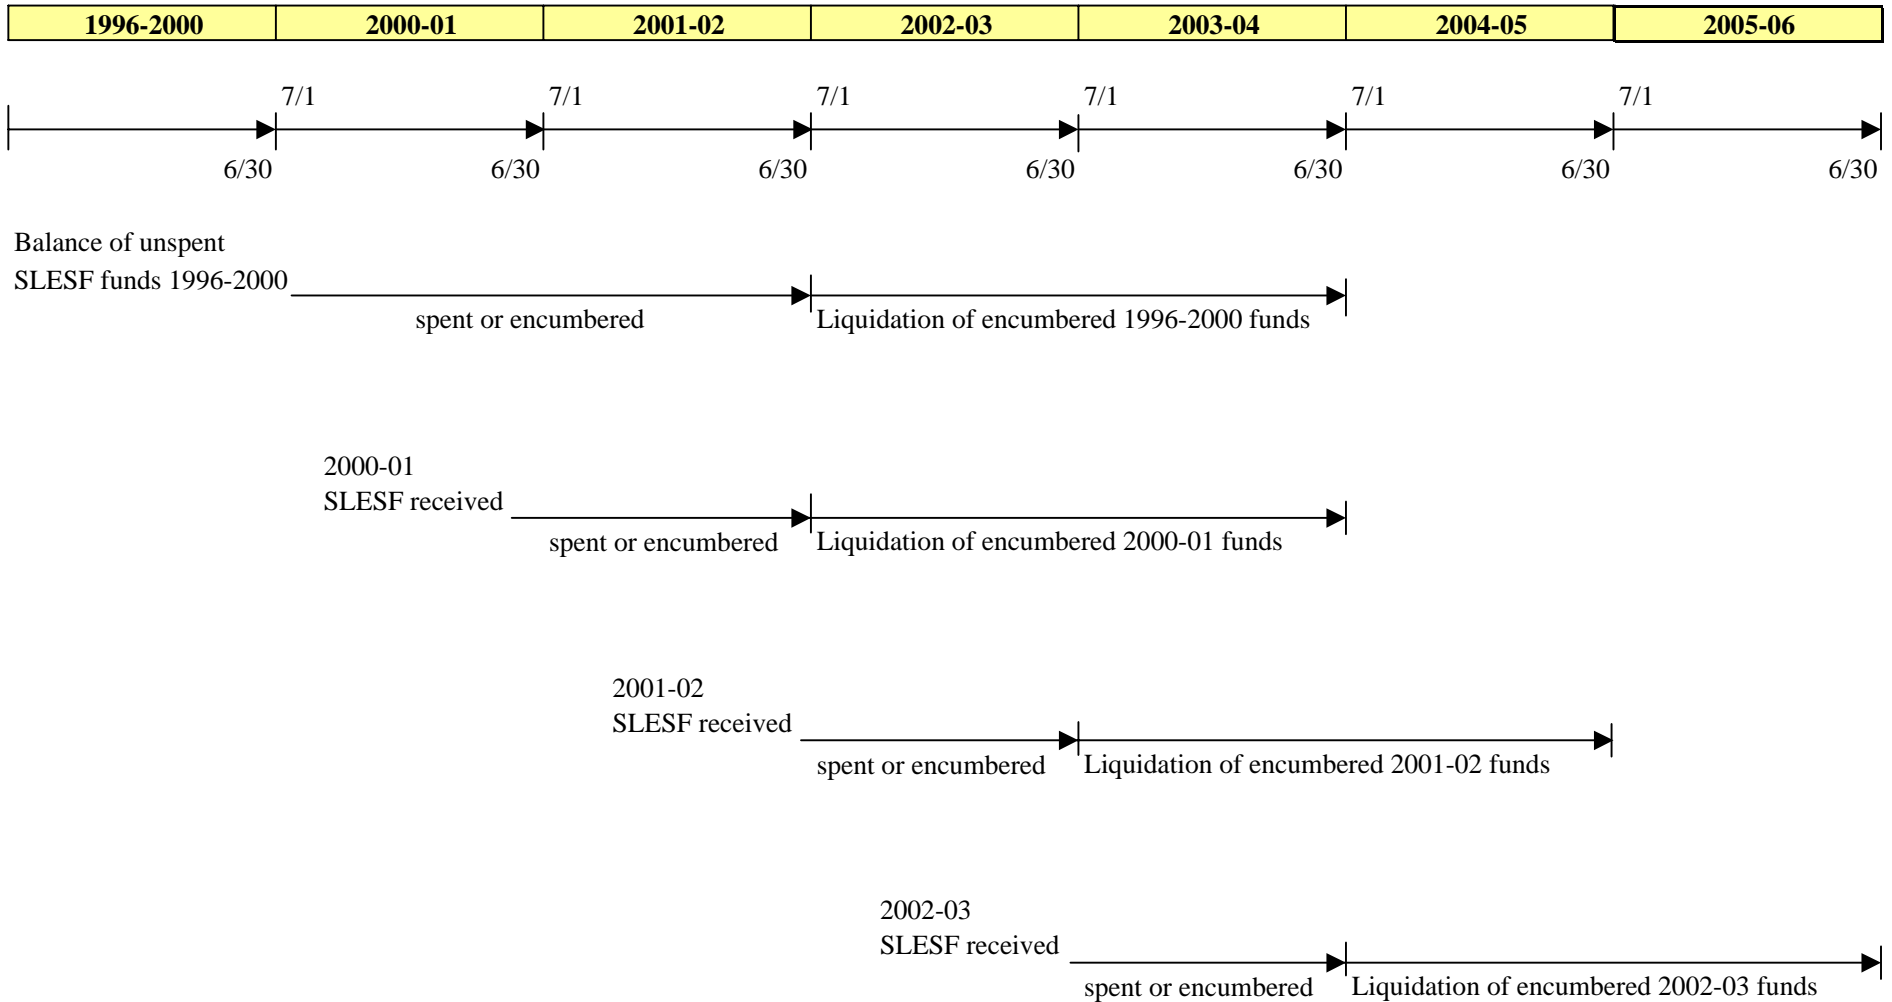 1996-2000 2000-01 2001-02 2002-03 2003-04 2004-05 2005-06
7/1 7/1 7/1 7/1 7/1 7/1
6/30 6/30 6/30 6/30 6/30 6/30 6/30
Balance of unspent
SLESF funds 1996-2000
spent or encumbered Liquidation of encumbered 1996-2000 funds
2000-01
SLESF received
spent or encumbered Liquidation of encumbered 2000-01 funds
2001-02
SLESF received
spent or encumbered Liquidation of encumbered 2001-02 funds
2002-03
SLESF received
spent or encumbered Liquidation of encumbered 2002-03 funds